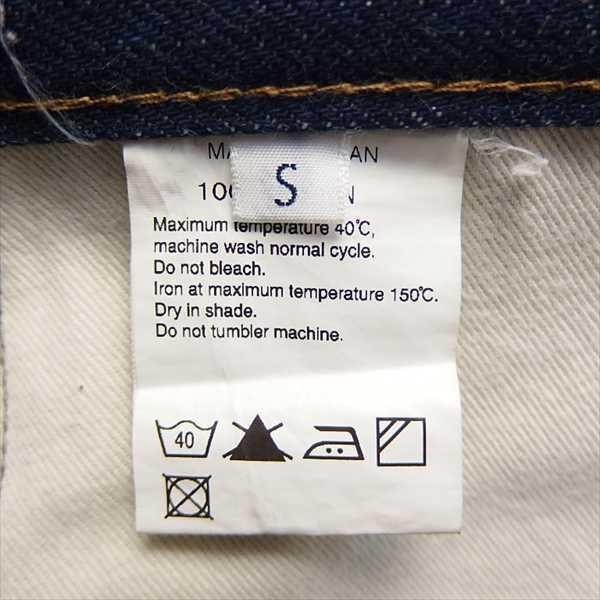 S
Maximum temperature 40℃,
machine wash normal cycle.
Do not bleach.
Iron at maximum temperature 150℃.
Dry in shade.
Do not tumbler machine.
40